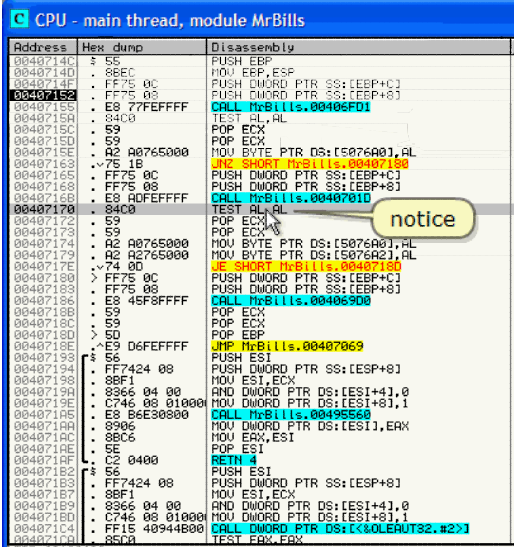 C CPU - main thread, module MrBills
Address Hex dump Disassembly
0040714C $ 55 PUSH EBP
0040714D . 8BEC MOV EBP,ESP
0040714F . FF75 0C PUSH DWORD PTR SS:[EBP+C]
00407152 . FF75 08 PUSH DWORD PTR SS:[EBP+8]
00407155 . E8 77FEFFFF CALL MrBills.00406FD1
0040715A . 84C0 TEST AL,AL
0040715C . 59 POP ECX
0040715D . 59 POP ECX
0040715E . A2 A0765000 MOV BYTE PTR DS:[5076A0],AL
00407163 .v75 1B JNZ SHORT MrBills.00407180
00407165 . FF75 0C PUSH DWORD PTR SS:[EBP+C]
00407168 . FF75 08 PUSH DWORD PTR SS:[EBP+8]
0040716B . E8 ADFEFFFF CALL MrBills.0040701D
00407170 . 84C0 TEST AL,AL
notice
00407172 . 59 POP ECX
00407173 . 59 POP ECX
00407174 . A2 A0765000 MOV BYTE PTR DS:[5076A0],AL
00407179 . A2 A2765000 MOV BYTE PTR DS:[5076A2],AL
0040717E .v74 0D JE SHORT MrBills.0040718D
00407180 > FF75 0C PUSH DWORD PTR SS:[EBP+C]
00407183 . FF75 08 PUSH DWORD PTR SS:[EBP+8]
00407186 . E8 45F8FFFF CALL MrBills.004069D0
0040718B . 59 POP ECX
0040718C . 59 POP ECX
0040718D > 5D POP EBP
0040718E .^E9 D6FEFFFF JMP MrBills.00407069
00407193 $ 56 PUSH ESI
00407194 . FF7424 08 PUSH DWORD PTR SS:[ESP+8]
00407198 . 8BF1 MOV ESI,ECX
0040719A . 8366 04 00 AND DWORD PTR DS:[ESI+4],0
0040719E . C746 08 01000 MOV DWORD PTR DS:[ESI+8],1
004071A5 . E8 B6E30800 CALL MrBills.00495560
004071AA . 8906 MOV DWORD PTR DS:[ESI],EAX
004071AC . 8BC6 MOV EAX,ESI
004071AE . 5E POP ESI
004071AF . C2 0400 RETN 4
004071B2 $ 56 PUSH ESI
004071B3 . FF7424 08 PUSH DWORD PTR SS:[ESP+8]
004071B7 . 8BF1 MOV ESI,ECX
004071B9 . 8366 04 00 AND DWORD PTR DS:[ESI+4],0
004071BD . C746 08 01000 MOV DWORD PTR DS:[ESI+8],1
004071C4 . FF15 40944B00 CALL DWORD PTR DS:[<&OLEAUT32.#2>]
004071CA . 85C0 TEST EAX,EAX